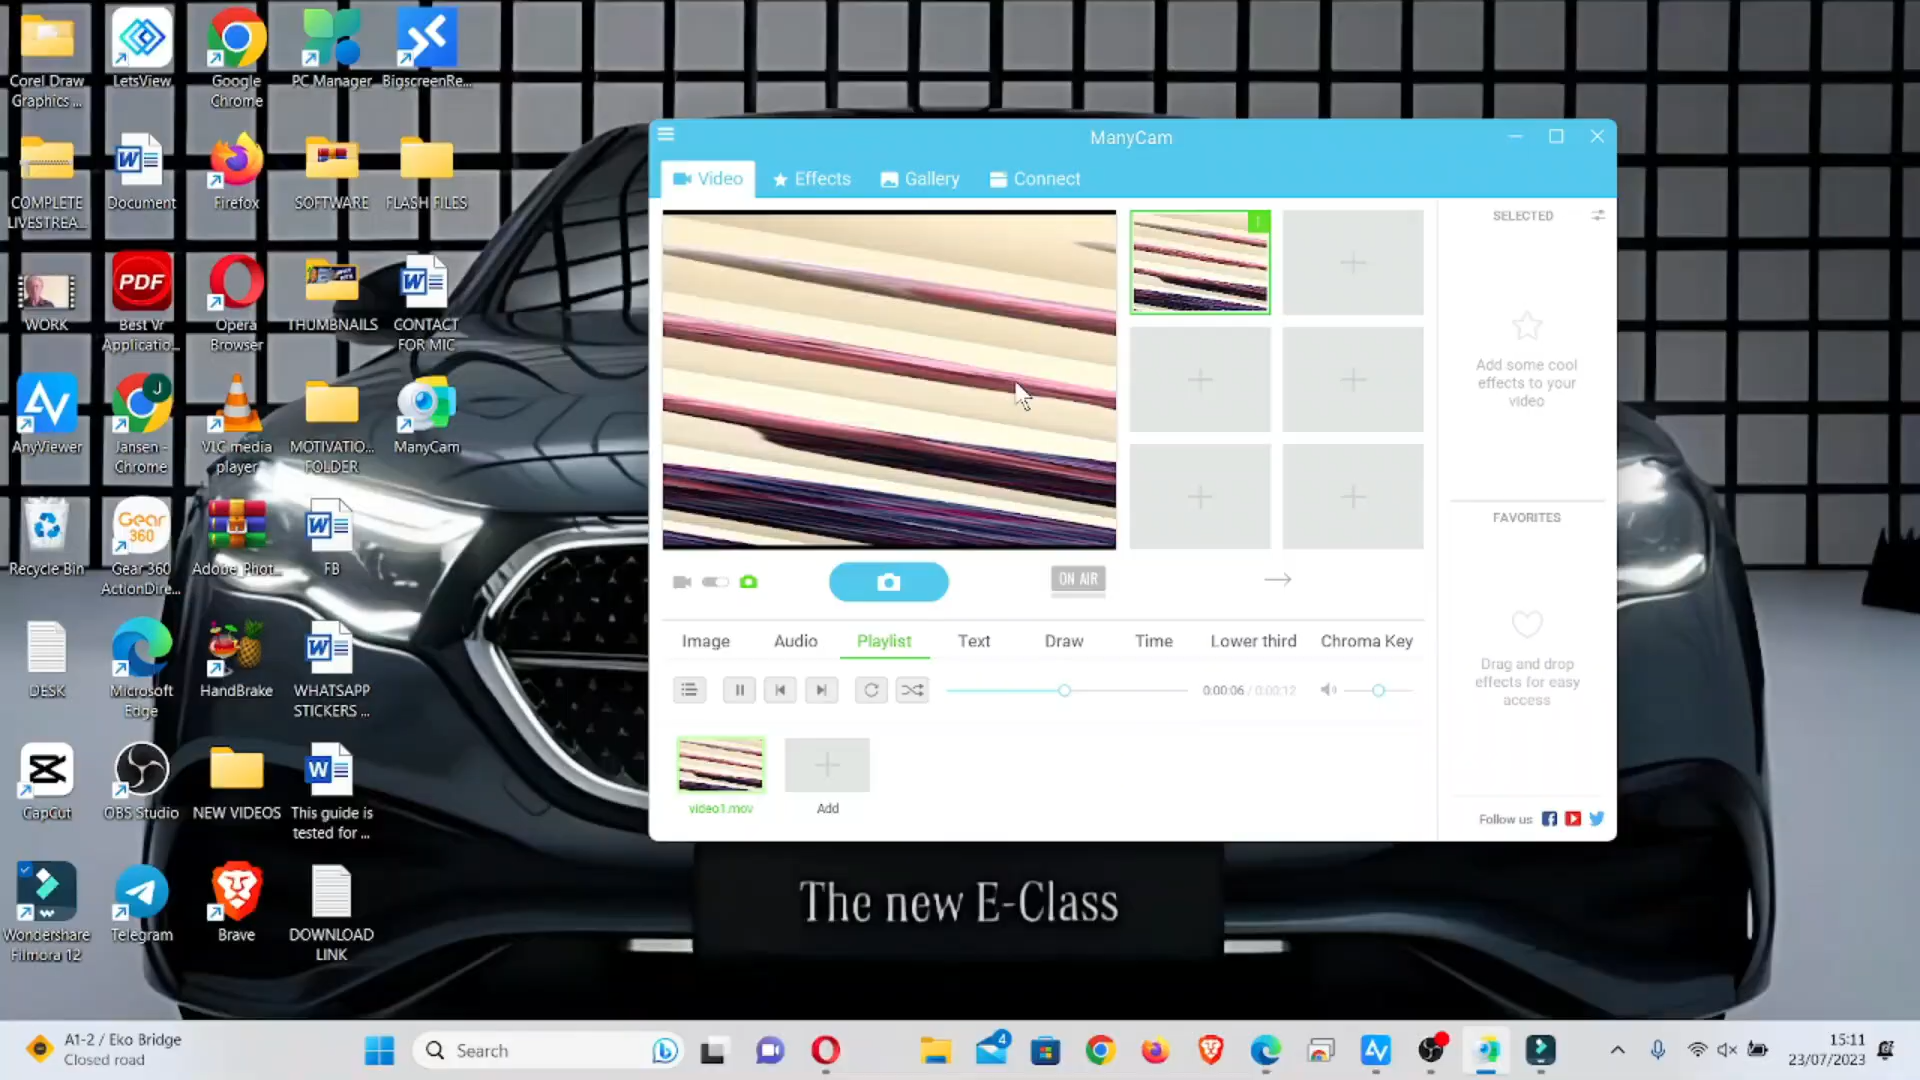 Corel Draw
Graphics ...
LetsView
Google
Chrome
PC Manager
BigscreenRe...
COMPLETE
LIVESTREA...
Document
Firefox
SOFTWARE
FLASH FILES
WORK
PDF
Best Vr
Applicatio...
Opera
Browser
THUMBNAILS
CONTACT
FOR MIC
AnyViewer
J
Jansen -
Chrome
VLC media
player
MOTIVATIO...
FOLDER
ManyCam
Recycle Bin
Gear
360
Gear 360
ActionDire...
Adobe_Phot...
FB
DESK
Microsoft
Edge
HandBrake
WHATSAPP
STICKERS ...
CapCut
OBS Studio
NEW VIDEOS
This guide is
tested for ...
Wondershare
Filmora 12
Telegram
Brave
DOWNLOAD
LINK
ManyCam
Video
Effects
Gallery
Connect
1
SELECTED
Add some cool
effects to your
video
FAVORITES
Drag and drop
effects for easy
access
ON AIR
Image
Audio
Playlist
Text
Draw
Time
Lower third
Chroma Key
0:00:06 / 0:00:12
video1.mov
Add
Follow us
The new E-Class
A1-2 / Eko Bridge
Closed road
Search
4
15:11
23/07/2023